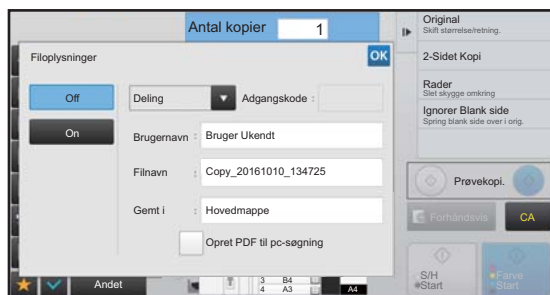 Antal kopier 1
Filoplysninger
OK
Off
On
Deling
Adgangskode :
Brugernavn : Bruger Ukendt
Filnavn : Copy_20161010_134725
Gemt i : Hovedmappe
Opret PDF til pc-søgning
Andet
3 B4
4 A3
A4
Original
Skift størrelse/retning.
2-Sidet Kopi
Rader
Slet skygge omkring
Ignorer Blank side
Spring blank side over i orig.
Prøvekopi.
Forhåndsvis
CA
S/H
Start
Farve
Start